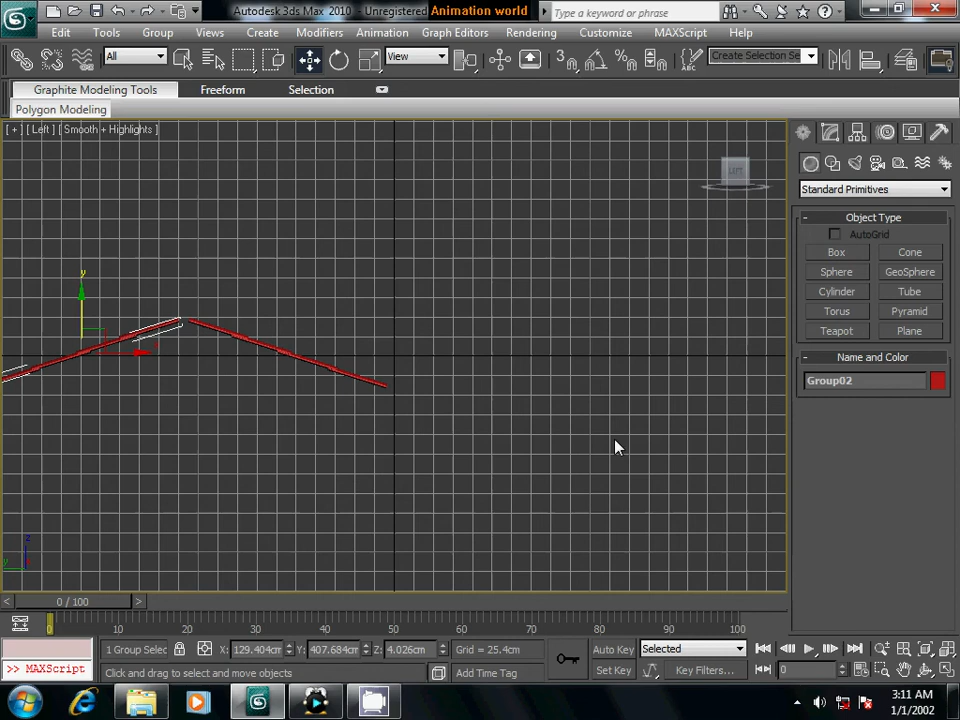 Autodesk 3ds Max 2010 - Unregistered Animation world
Type a keyword or phrase
Edit Tools Group Views Create Modifiers Animation Graph Editors Rendering Customize MAXScript Help
All View Create Selection Se
Graphite Modeling Tools Freeform Selection
Polygon Modeling
[ + ] [ Left ] [ Smooth + Highlights ]
Standard Primitives
- Object Type
AutoGrid
Box Cone
Sphere GeoSphere
Cylinder Tube
Torus Pyramid
Teapot Plane
- Name and Color
Group02
y
x
z
y
< 0 / 100 >
0 10 20 30 40 50 60 70 80 90 100
1 Group Selec X: 129.404cm Y: 407.684cm Z: 4.026cm Grid = 25.4cm Auto Key Selected
>> MAXScript Click and drag to select and move objects Add Time Tag Set Key Key Filters... 0
3:11 AM
1/1/2002